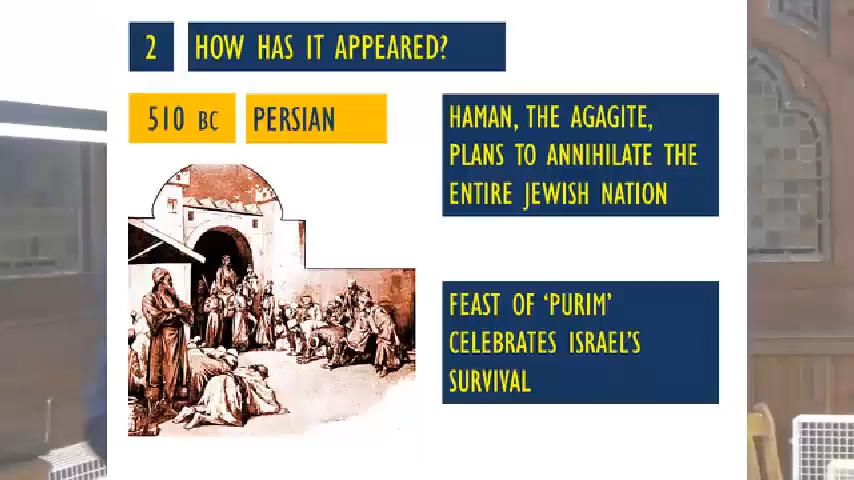 2 HOW HAS IT APPEARED?
510 BC PERSIAN
HAMAN, THE AGAGITE,
PLANS TO ANNIHILATE THE
ENTIRE JEWISH NATION
FEAST OF ‘PURIM’
CELEBRATES ISRAEL’S
SURVIVAL